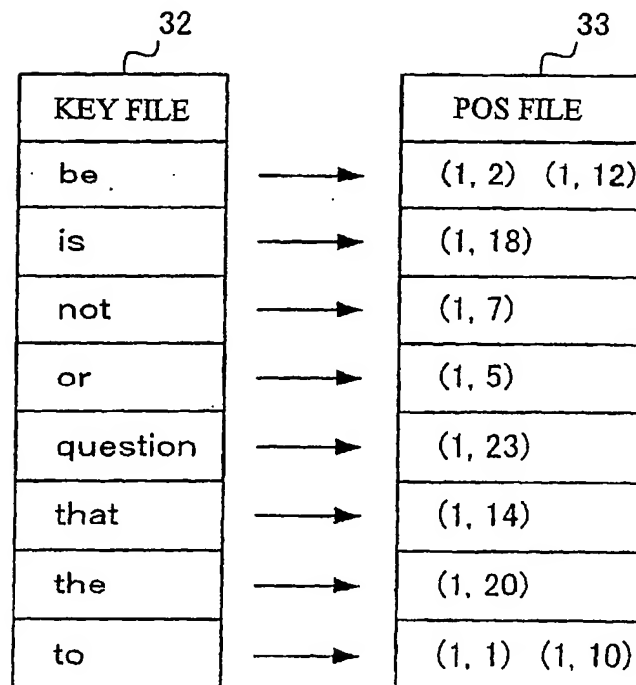 32 33
KEY FILE POS FILE
be (1, 2) (1, 12)
is (1, 18)
not (1, 7)
or (1, 5)
question (1, 23)
that (1, 14)
the (1, 20)
to (1, 1) (1, 10)